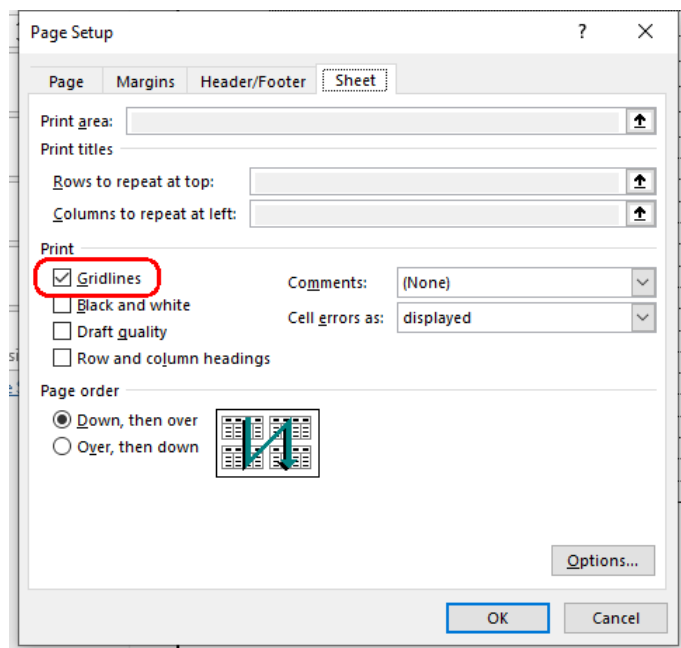 Page Setup ? ×
Page Margins Header/Footer Sheet
Print area:
Print titles
Rows to repeat at top:
Columns to repeat at left:
Print
Gridlines Comments: (None)
Black and white
Cell errors as: displayed
Draft quality
Row and column headings
Page order
Down, then over
Over, then down
Options...
OK Cancel